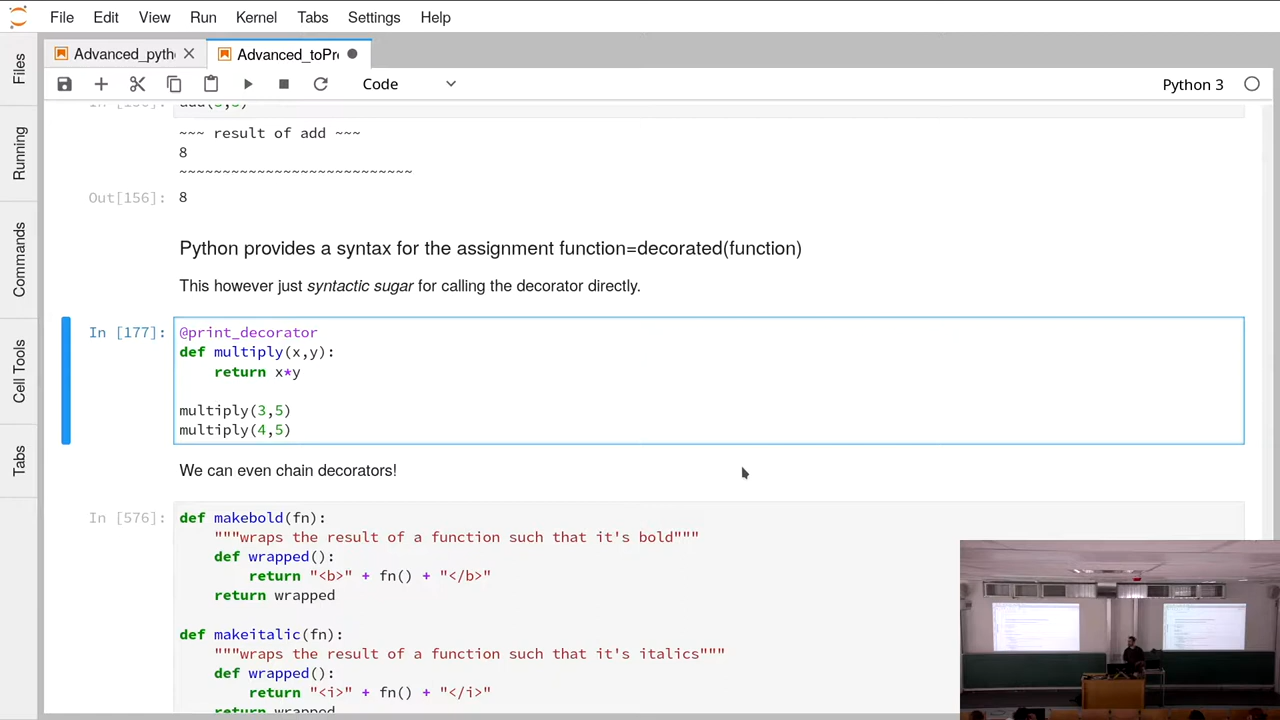 File Edit View Run Kernel Tabs Settings Help
Advanced_pyth
Advanced_toPr
Code
Python 3
Files
Running
Commands
Cell Tools
Tabs
~~~ result of add ~~~
8
~~~~~~~~~~~~~~~~~~~~~~~~~~~
Out[156]: 8
Python provides a syntax for the assignment function=decorated(function)
This however just syntactic sugar for calling the decorator directly.
In [177]: @print_decorator
def multiply(x,y):
    return x*y
multiply(3,5)
multiply(4,5)
We can even chain decorators!
In [576]: def makebold(fn):
    """wraps the result of a function such that it's bold"""
    def wrapped():
        return "<b>" + fn() + "</b>"
    return wrapped
def makeitalic(fn):
    """wraps the result of a function such that it's italics"""
    def wrapped():
        return "<i>" + fn() + "</i>"
    return wrapped